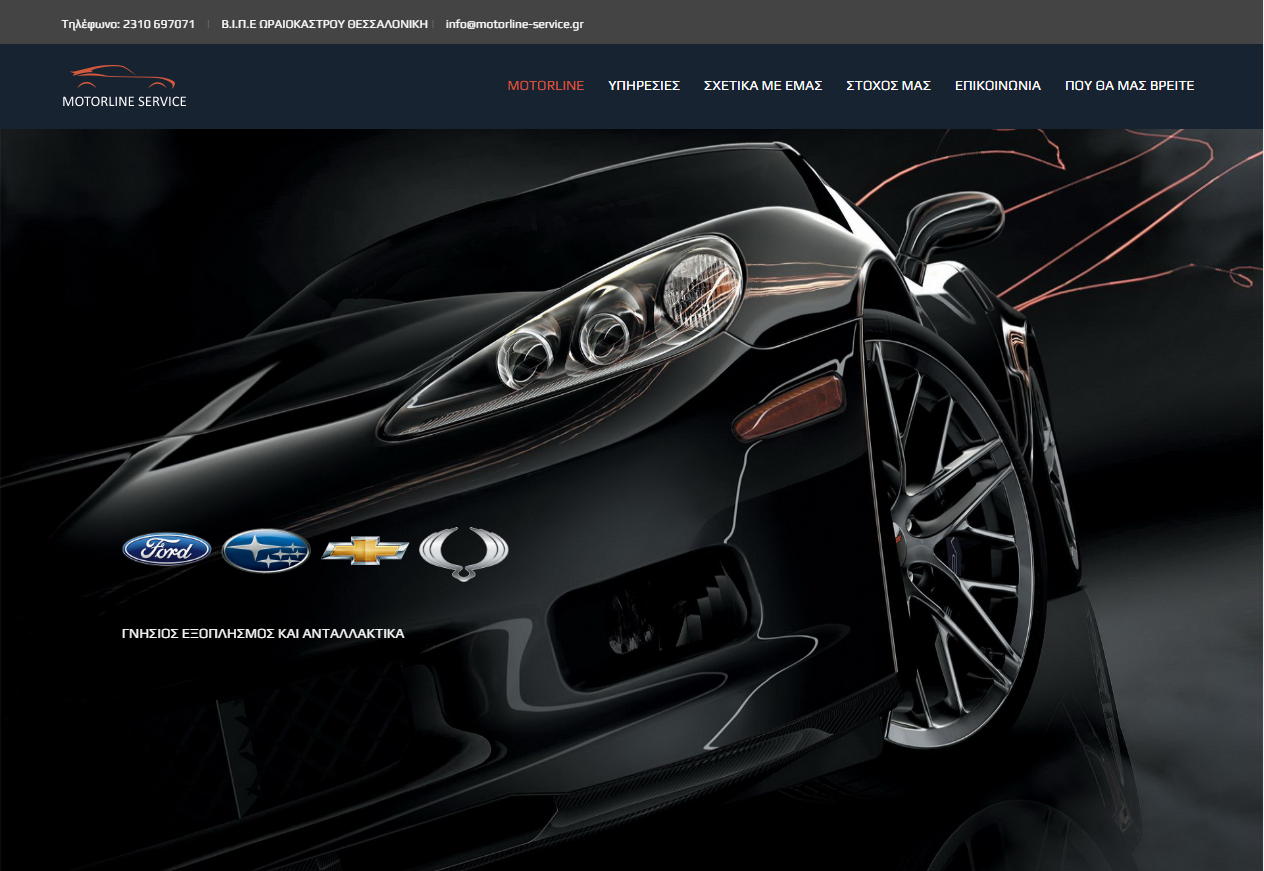 Τηλέφωνο: 2310 697071 | Β.Ι.Π.Ε ΩΡΑΙΟΚΑΣΤΡΟΥ ΘΕΣΣΑΛΟΝΙΚΗ | info@motorline-service.gr
MOTORLINE SERVICE
MOTORLINE ΥΠΗΡΕΣΙΕΣ ΣΧΕΤΙΚΑ ΜΕ ΕΜΑΣ ΣΤΟΧΟΣ ΜΑΣ ΕΠΙΚΟΙΝΩΝΙΑ ΠΟΥ ΘΑ ΜΑΣ ΒΡΕΙΤΕ
Ford
ΓΝΗΣΙΟΣ ΕΞΟΠΛΗΣΜΟΣ ΚΑΙ ΑΝΤΑΛΛΑΚΤΙΚΑ